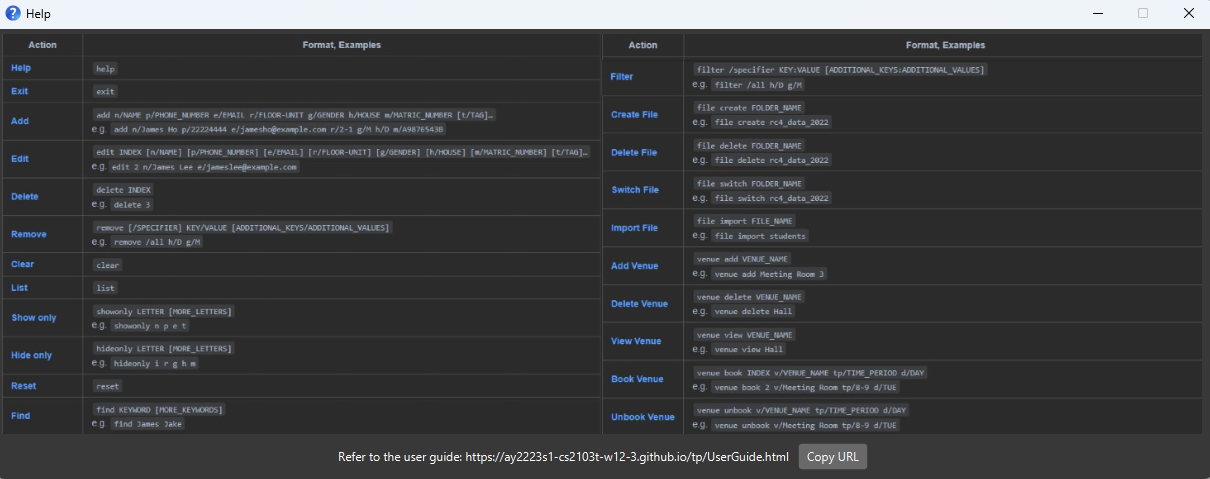 Help
Action Format, Examples
Help help
Exit exit
Add add n/NAME p/PHONE_NUMBER e/EMAIL r/FLOOR-UNIT g/GENDER h/HOUSE m/MATRIC_NUMBER [t/TAG]…
e.g. add n/James Ho p/22224444 e/jamesho@example.com r/2-1 g/M h/D m/A9876543B
Edit edit INDEX [n/NAME] [p/PHONE_NUMBER] [e/EMAIL] [r/FLOOR-UNIT] [g/GENDER] [h/HOUSE] [m/MATRIC_NUMBER] [t/TAG]…
e.g. edit 2 n/James Lee e/jameslee@example.com
Delete delete INDEX
e.g. delete 3
Remove remove [/SPECIFIER] KEY/VALUE [ADDITIONAL_KEYS/ADDITIONAL_VALUES]
e.g. remove /all h/D g/M
Clear clear
List list
Show only showonly LETTER [MORE_LETTERS]
e.g. showonly n p e t
Hide only hideonly LETTER [MORE_LETTERS]
e.g. hideonly i r g h m
Reset reset
Find find KEYWORD [MORE_KEYWORDS]
e.g. find James Jake
Action Format, Examples
Filter filter /specifier KEY:VALUE [ADDITIONAL_KEYS:ADDITIONAL_VALUES]
e.g. filter /all h/D g/M
Create File file create FOLDER_NAME
e.g. file create rc4_data_2022
Delete File file delete FOLDER_NAME
e.g. file delete rc4_data_2022
Switch File file switch FOLDER_NAME
e.g. file switch rc4_data_2022
Import File file import FILE_NAME
e.g. file import students
Add Venue venue add VENUE_NAME
e.g. venue add Meeting Room 3
Delete Venue venue delete VENUE_NAME
e.g. venue delete Hall
View Venue venue view VENUE_NAME
e.g. venue view Hall
Book Venue venue book INDEX v/VENUE_NAME tp/TIME_PERIOD d/DAY
e.g. venue book 2 v/Meeting Room tp/8-9 d/TUE
Unbook Venue venue unbook v/VENUE_NAME tp/TIME_PERIOD d/DAY
e.g. venue unbook v/Meeting Room tp/8-9 d/TUE
Refer to the user guide: https://ay2223s1-cs2103t-w12-3.github.io/tp/UserGuide.html Copy URL